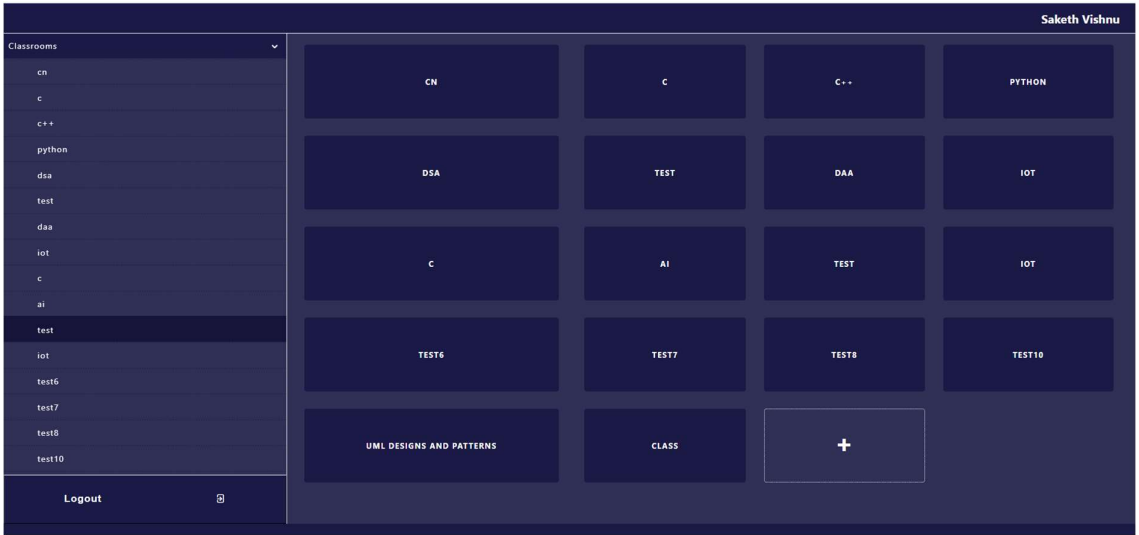 Saketh Vishnu
Classrooms
cn
c
c++
python
dsa
test
daa
iot
c
ai
test
iot
test6
test7
test8
test10
Logout
CN C C++ PYTHON
DSA TEST DAA IOT
C AI TEST IOT
TEST6 TEST7 TEST8 TEST10
UML DESIGNS AND PATTERNS CLASS +